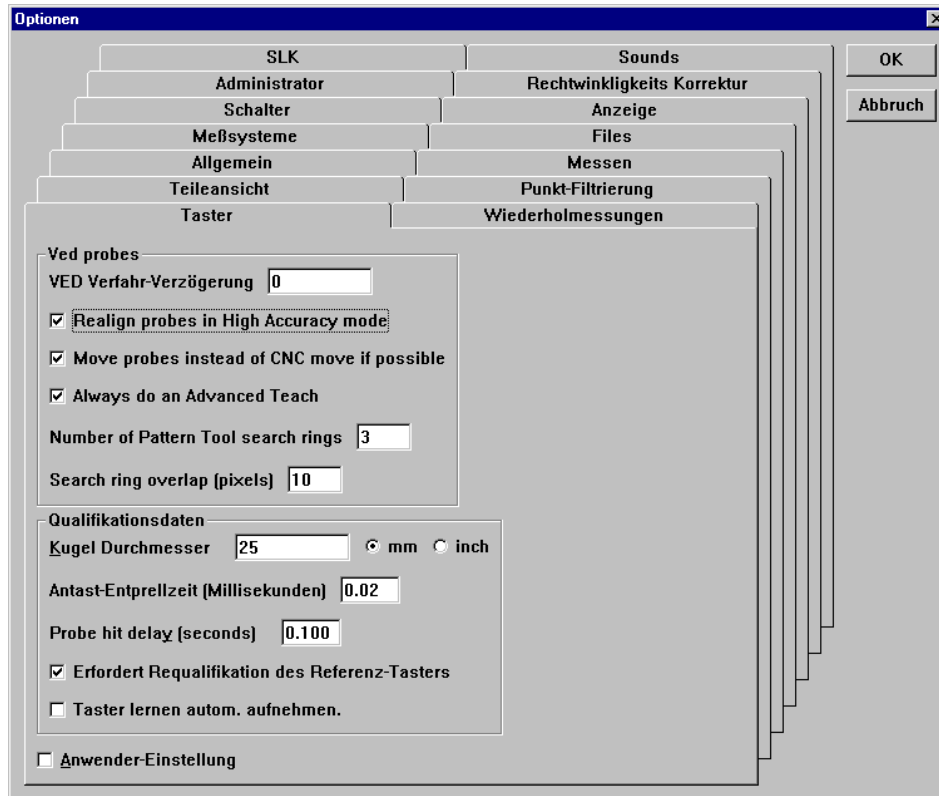 Optionen
SLK Sounds
OK
Administrator Rechtwinkligkeits Korrektur
Schalter Anzeige
Abbruch
Meßsysteme Files
Allgemein Messen
Teileansicht Punkt-Filtrierung
Taster Wiederholmessungen
Ved probes
VED Verfahr-Verzögerung 0
Realign probes in High Accuracy mode
Move probes instead of CNC move if possible
Always do an Advanced Teach
Number of Pattern Tool search rings 3
Search ring overlap (pixels) 10
Qualifikationsdaten
Kugel Durchmesser 25 mm inch
Antast-Entprellzeit (Millisekunden) 0.02
Probe hit delay (seconds) 0.100
Erfordert Requalifikation des Referenz-Tasters
Taster lernen autom. aufnehmen.
Anwender-Einstellung